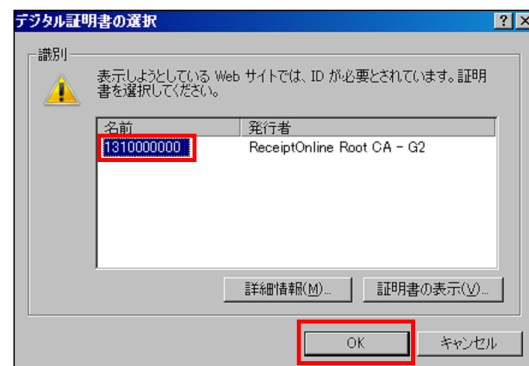 デジタル証明書の選択
識別
表示しようとしている Web サイトでは、ID が必要とされています。証明
書を選択してください。
名前 発行者
1310000000 ReceiptOnline Root CA - G2
詳細情報(M)... 証明書の表示(V)...
OK キャンセル